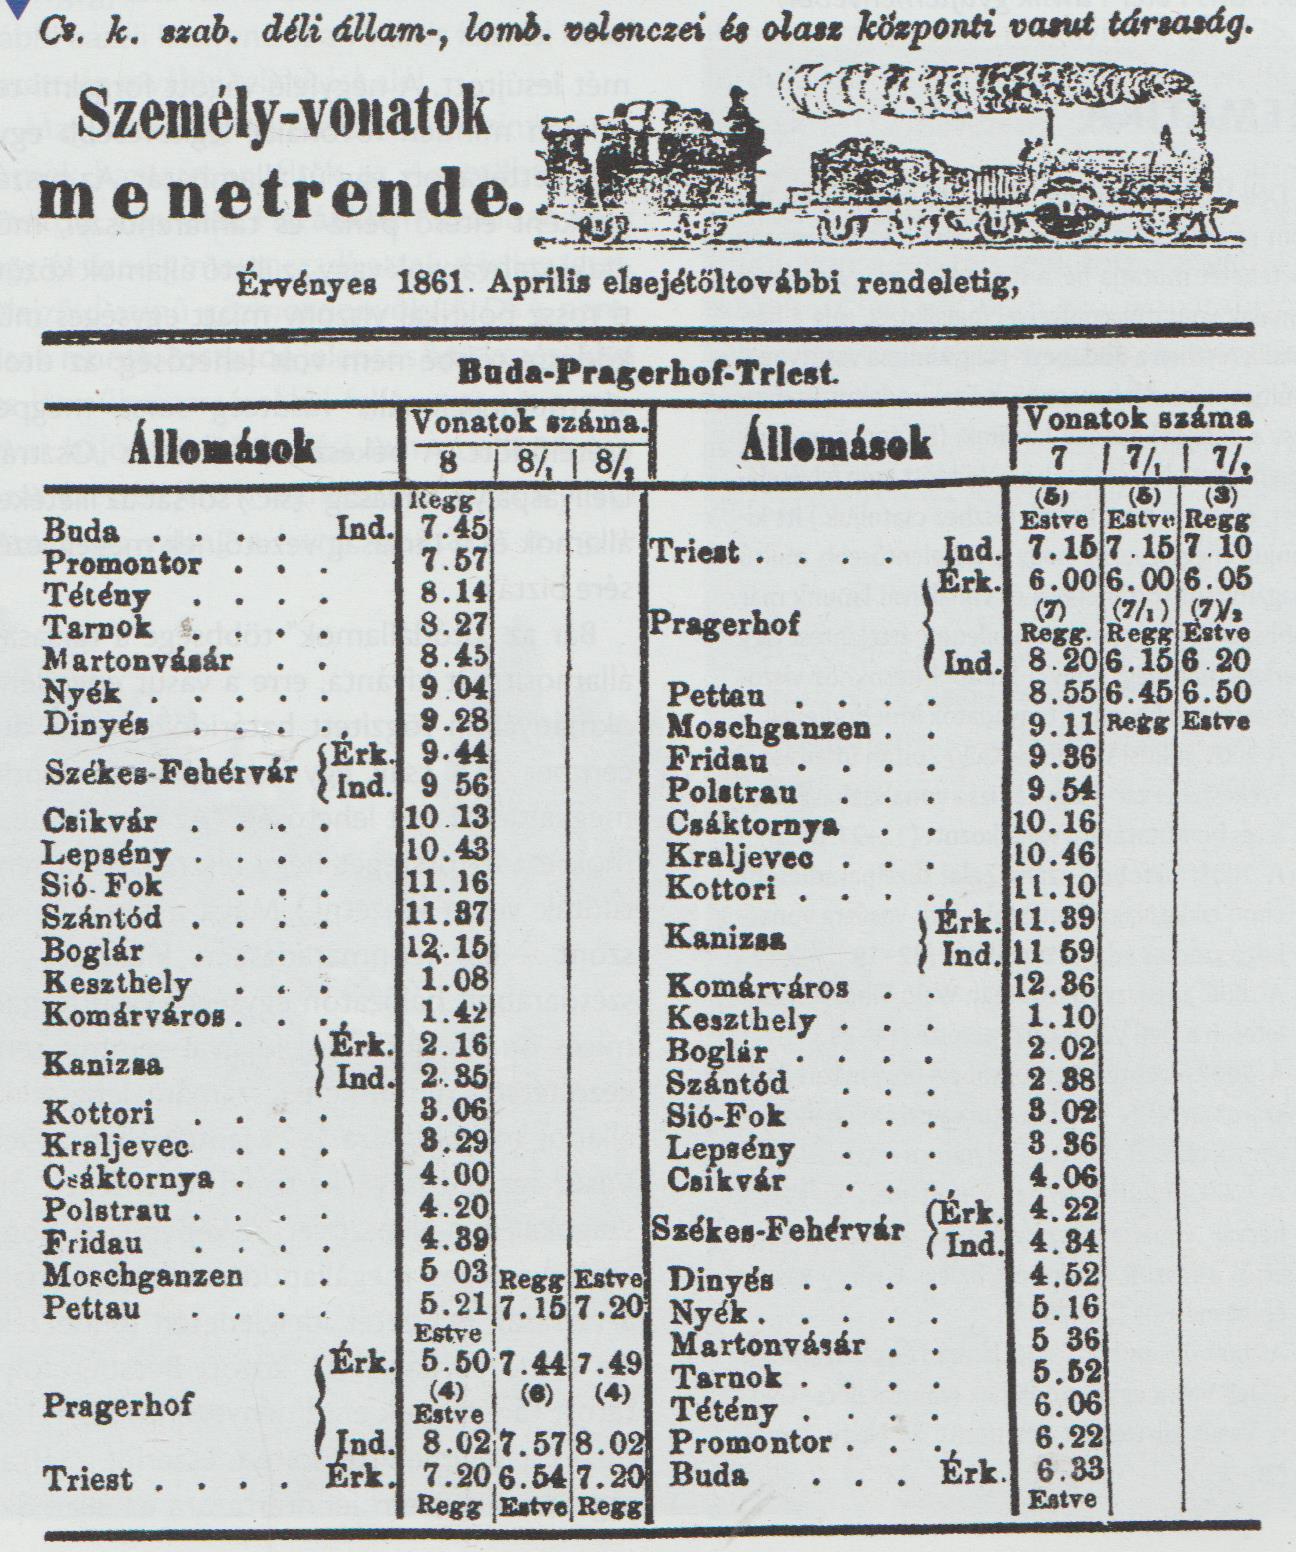 Cs. k. szab. déli állam-, lomb. velenczei és olasz központi vasut társaság.
Személy-vonatok
menetrende.
Érvényes 1861. Aprilis elsejétöltovábbi rendeletig,
Buda-Pragerhof-Triest.
Állomások Vonatok száma.
8 8/1 8/2
Regg
Buda . . . Ind. 7.45
Promontor . . . 7.57
Tétény . . . . 8.14
Tarnok . . . . 8.27
Martonvásár . . 8.45
Nyék . . . . 9 04
Dinyés . . . . 9.28
Székes-Fehérvár Érk. 9.44
Ind. 9 56
Csikvár . . . . 10 13
Lepsény . . . . 10.43
Sió-Fok . . . 11.16
Szántód . . . . 11.37
Boglár . . . . 12.15
Keszthely . . . 1.08
Komárváros . . . 1.42
Kanizsa Érk. 2.16
Ind. 2.35
Kottori . . . . 3.06
Kraljevec . . . 3.29
Csáktornya . . . 4.00
Polstrau . . . . 4.20
Fridau . . . . 4.39
Moschganzen 5 03 Regg Estve
Pettau . . . . 5.21 7.15 7.20
Estve
Pragerhof Érk. 5.50 7.44 7.49
(4) (6) (4)
Estve
Ind. 8.02 7.57 8.02
Triest . . . . Érk. 7.20 6.54 7.20
Regg Estve Regg
Állomások Vonatok száma
7 7/1 7/2
(5) (5) (3)
Estve Estve Regg
Triest . . . . Ind. 7 15 7 15 7 10
Pragerhof Érk. 6.00 6.00 6.05
(7) (7/1) (7)/2
Regg. Regg Estve
Ind. 8.20 6.15 6.20
Pettau . . . . 8.55 6.45 6.50
Moschganzen . . 9.11 Regg Estve
Fridau . . . . 9.36
Polstrau . . . . 9.54
Csáktornya . . . 10 16
Kraljevec . . . 10.46
Kottori . . . . 11.10
Kanizsa Érk. 11.39
Ind. 11 59
Komárváros . . . 12.36
Keszthely . . . 1.10
Boglár . . . . 2.02
Szántód . . . . 2.38
Sió-Fok . . . . 3.02
Lepsény . . . . 3.36
Csikvár . . . 4.06
Székes-Fehérvár Érk. 4.22
Ind. 4.34
Dinyés . . . . 4.52
Nyék . . . . . 5.16
Martonvásár . . 5 36
Tarnok . . . . 5.52
Tétény . . . . 6.06
Promontor . . . 6.22
Buda . . . Érk. 6.33
Estve